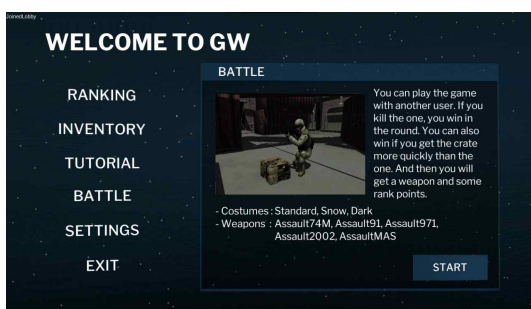 JoinedLobby
WELCOME TO GW
RANKING
INVENTORY
TUTORIAL
BATTLE
SETTINGS
EXIT
BATTLE
You can play the game
with another user. If you
kill the one, you win in
the round. You can also
win if you get the crate
more quickly than the
one. And then you will
get a weapon and some
rank points.
- Costumes : Standard, Snow, Dark
- Weapons : Assault74M, Assault91, Assault971,
Assault2002, AssaultMAS
START